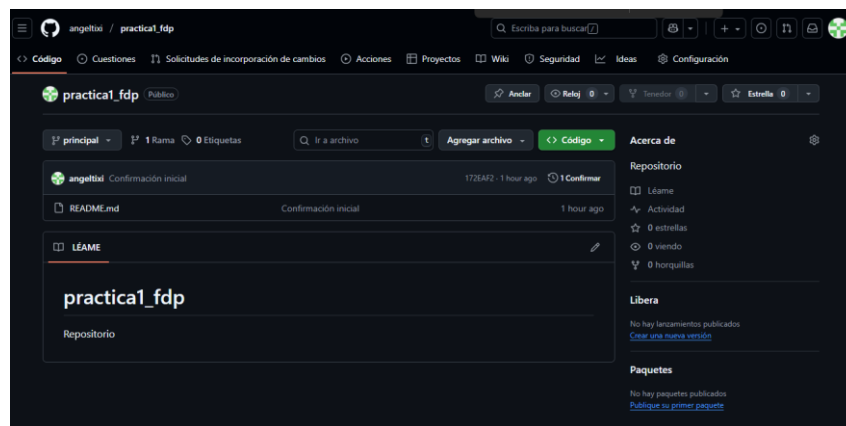 angeltixi / practica1_fdp
Escriba para buscar[/]
Código Cuestiones Solicitudes de incorporación de cambios Acciones Proyectos Wiki Seguridad Ideas Configuración
practica1_fdp Público
Anclar Reloj 0 Tenedor 0 Estrella 0
principal 1 Rama 0 Etiquetas Ir a archivo t Agregar archivo Código
angeltixi Confirmación inicial 172EAF2 · 1 hour ago 1 Confirmar
README.md Confirmación inicial 1 hour ago
LÉAME
practica1_fdp
Repositorio
Acerca de
Repositorio
Léame
Actividad
0 estrellas
0 viendo
0 horquillas
Libera
No hay lanzamientos publicados
Crear una nueva versión
Paquetes
No hay paquetes publicados
Publique su primer paquete